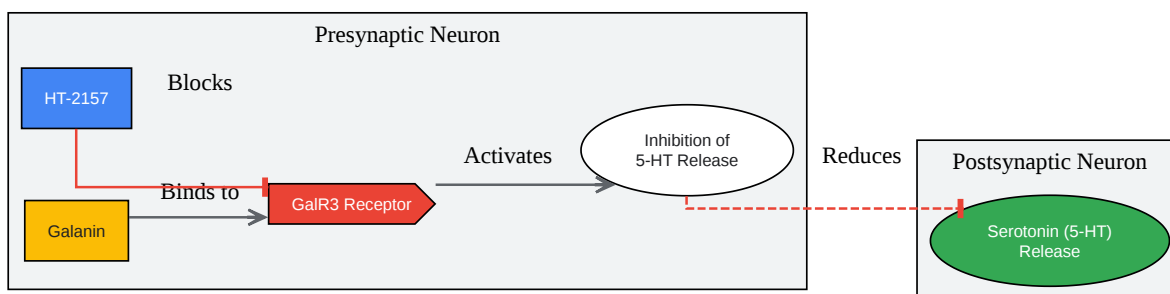 Presynaptic Neuron
HT-2157
Blocks
Inhibition of
5-HT Release
Activates
Reduces
Postsynaptic Neuron
Binds to
GalR3 Receptor
Galanin
Serotonin (5-HT)
Release